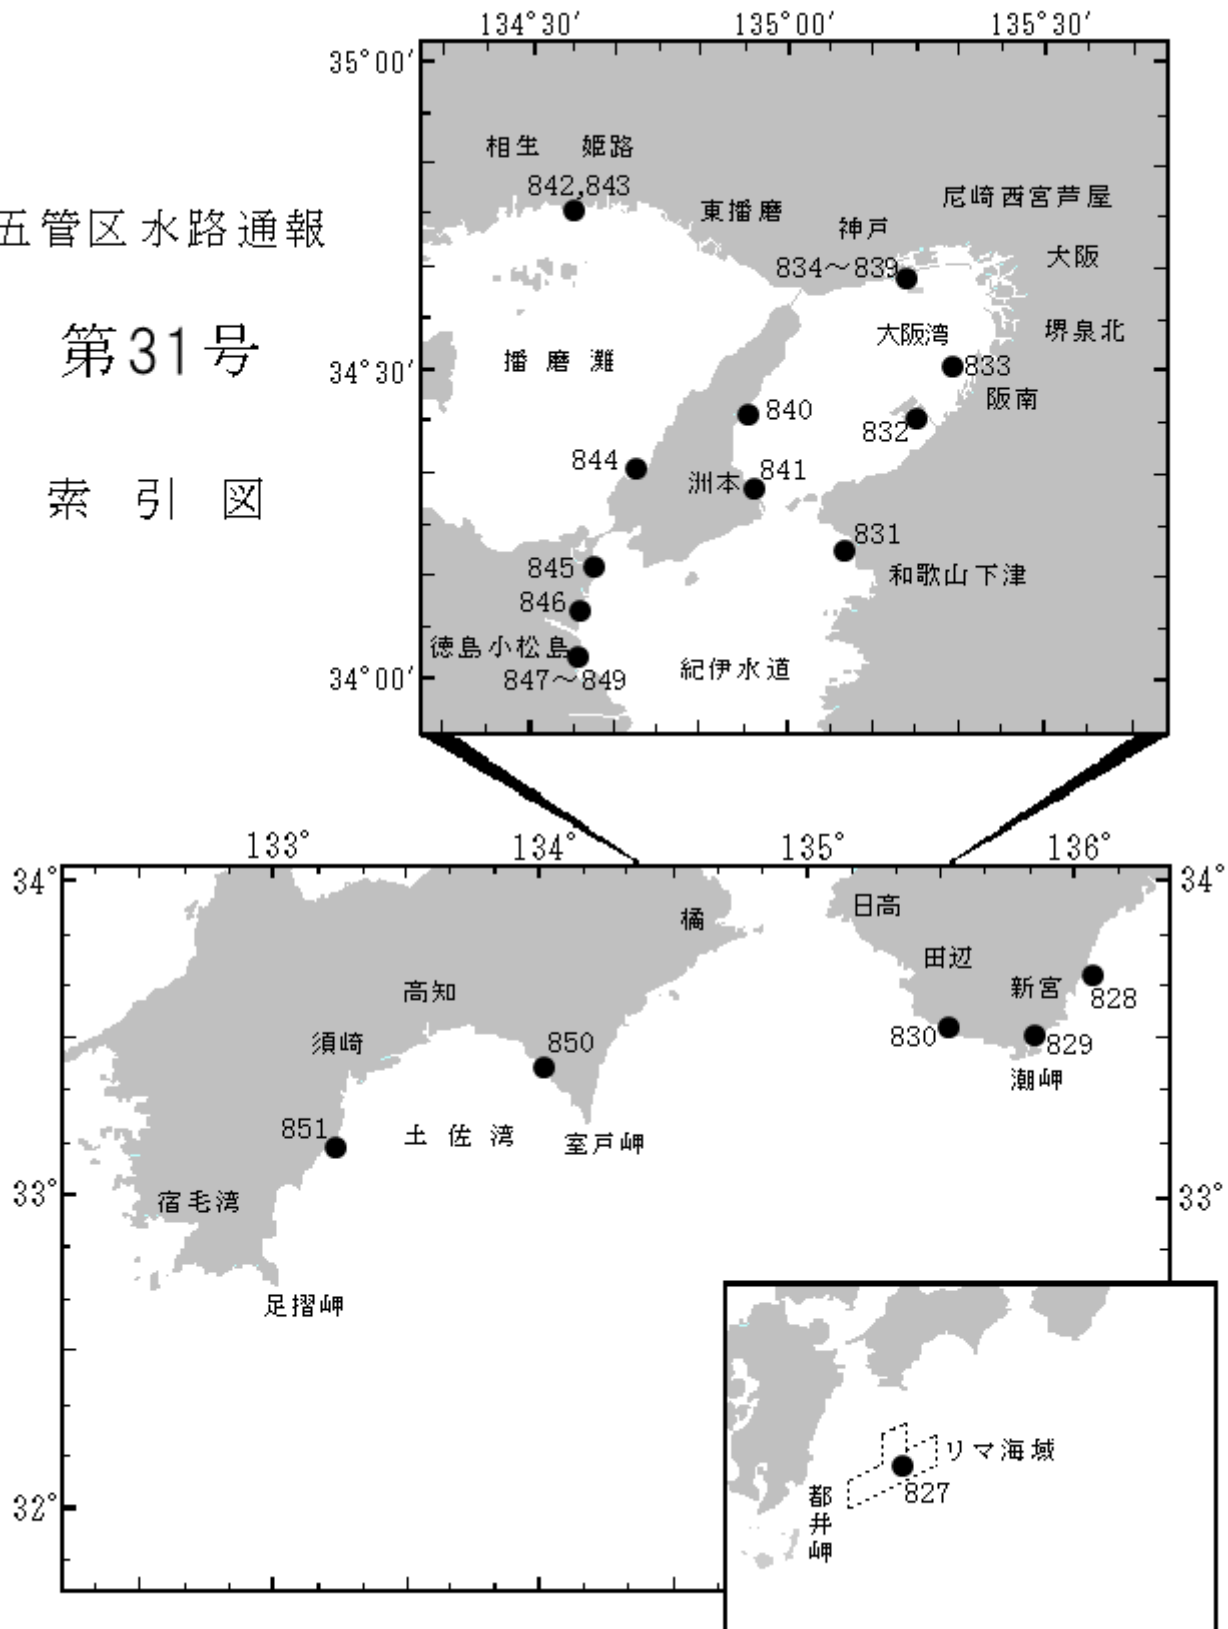 五管区水路通報
第31号
索引図
134°30′ 135°00′ 135°30′
35°00′
34°30′
34°00′
相生 姫路
842,843
東播磨
尼崎西宮芦屋
神戸
834～839
大阪
大阪湾
堺泉北
播磨灘
833
阪南
840
832
844
洲本
841
831
845
和歌山下津
846
徳島小松島
847～849
紀伊水道
133° 134° 135° 136°
34° 34°
橘
日高
田辺
高知
新宮
828
須崎
850
830
829
潮岬
851
土佐湾
室戸岬
33° 33°
宿毛湾
足摺岬
リマ海域
827
都井岬
32°